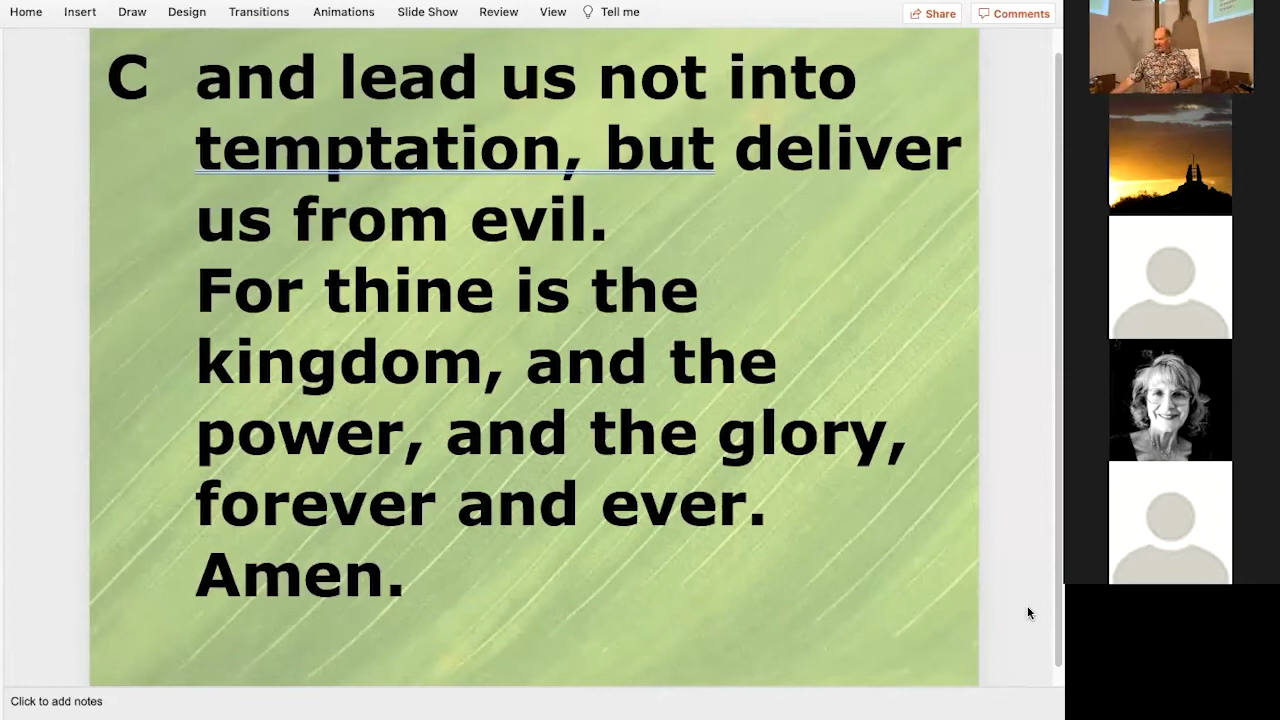 Home Insert Draw Design Transitions Animations Slide Show Review View Tell me Share Comments
C and lead us not into
temptation, but deliver
us from evil.
For thine is the
kingdom, and the
power, and the glory,
forever and ever.
Amen.
Click to add notes